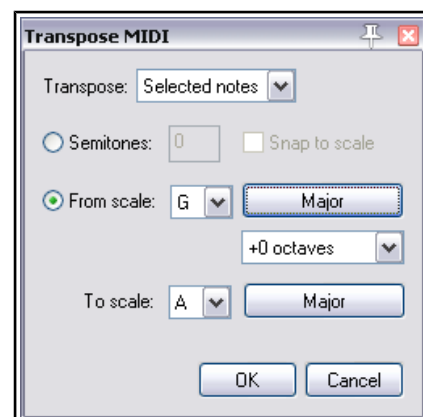 Transpose MIDI
Transpose: Selected notes
Semitones: 0 Snap to scale
From scale: G Major
+0 octaves
To scale: A Major
OK Cancel